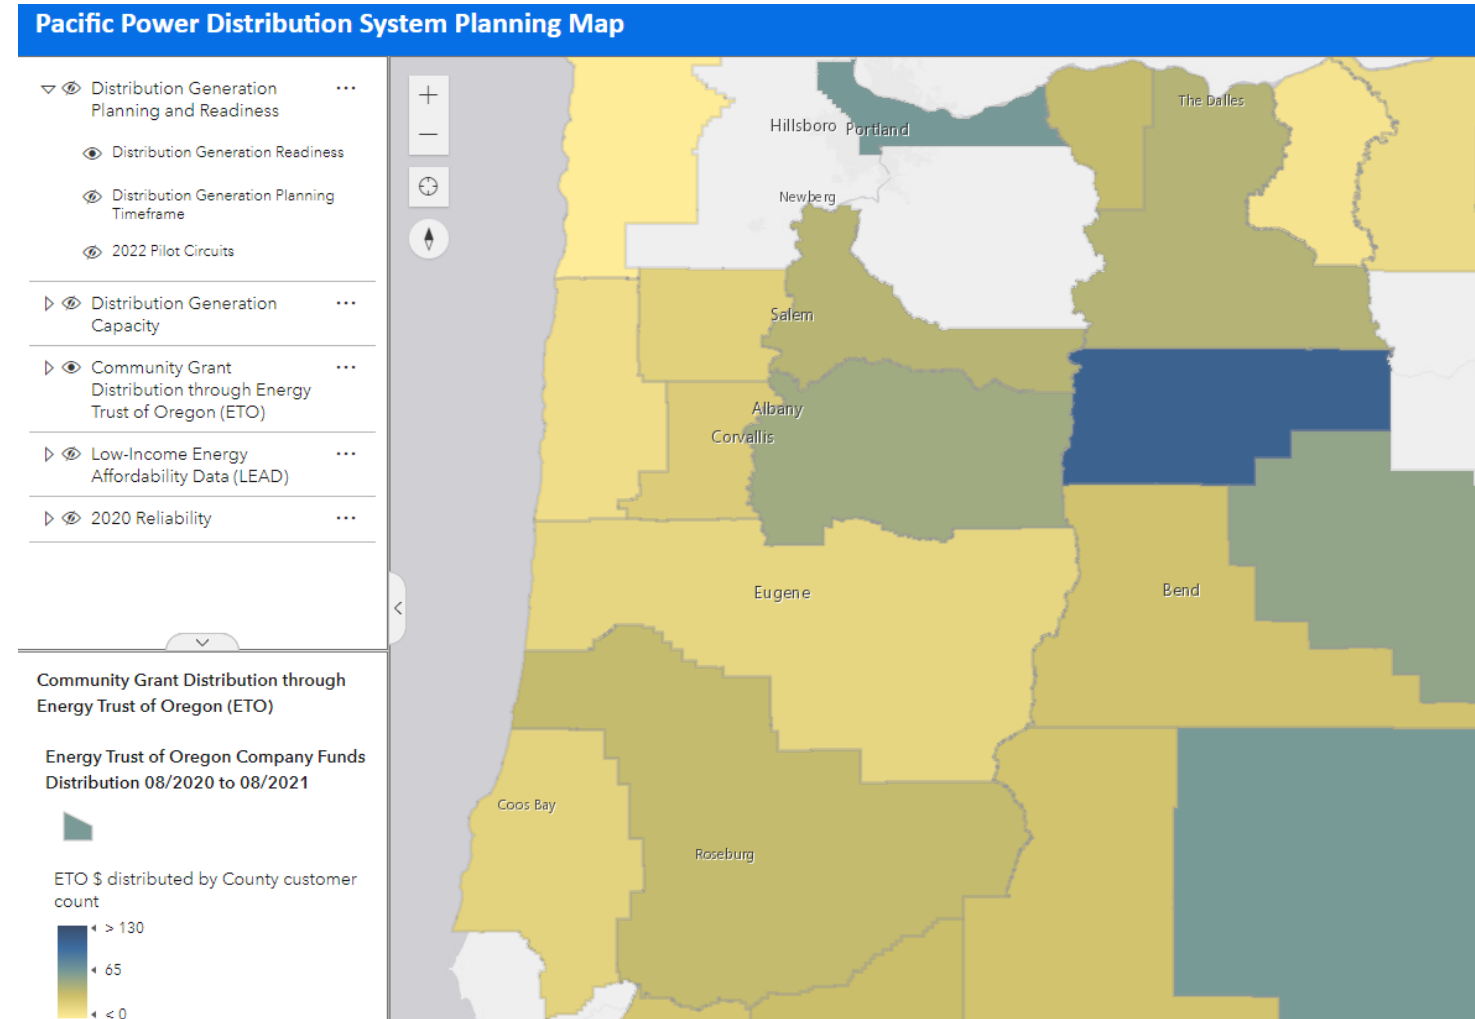 Pacific Power Distribution System Planning Map
Distribution Generation
Planning and Readiness
Distribution Generation Readiness
Distribution Generation Planning
Timeframe
2022 Pilot Circuits
Distribution Generation
Capacity
Community Grant
Distribution through Energy
Trust of Oregon (ETO)
Low-Income Energy
Affordability Data (LEAD)
2020 Reliability
Community Grant Distribution through
Energy Trust of Oregon (ETO)
Energy Trust of Oregon Company Funds
Distribution 08/2020 to 08/2021
ETO $ distributed by County customer
count
> 130
65
< 0
The Dalles
Hillsboro
Portland
Newberg
Salem
Albany
Corvallis
Eugene
Bend
Coos Bay
Roseburg